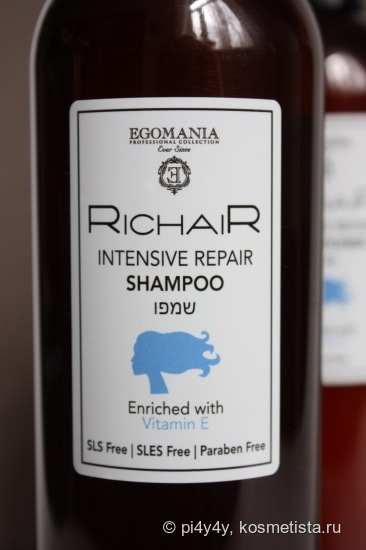 EGOMANIA
PROFESSIONAL COLLECTION
Ever Since
E
RICHAIR
INTENSIVE REPAIR
SHAMPOO
שמפו
Enriched with
Vitamin E
SLS Free | SLES Free | Paraben Free
© pi4y4y, kosmetista.ru